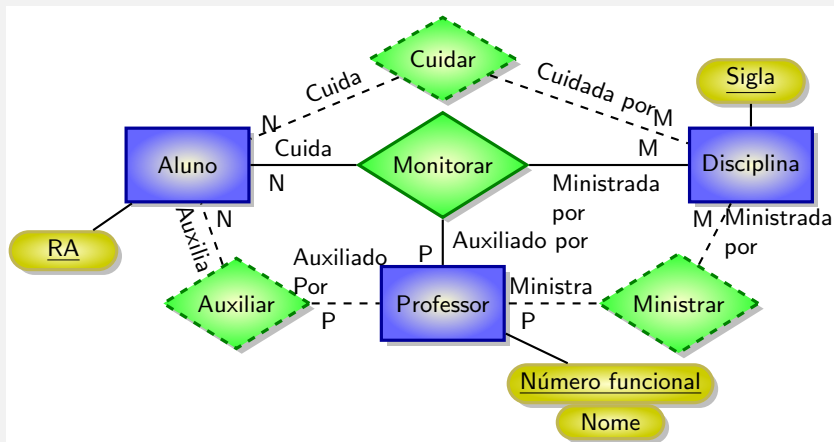 Cuidar
Cuida
Cuidada por
N
M
Sigla
Aluno
Cuida
N
Monitorar
M
Ministrada
por
Disciplina
RA
Auxilia
N
Auxiliado por
P
M
Ministrada
por
Auxiliar
Auxiliado
Por
P
Professor
Ministra
P
Ministrar
Número funcional
Nome